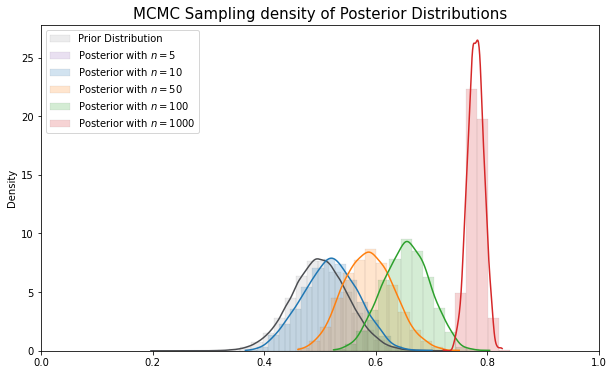 MCMC Sampling density of Posterior Distributions
Prior Distribution
Posterior with n = 5
Posterior with n = 10
Posterior with n = 50
Posterior with n = 100
Posterior with n = 1000
Density
25
20
15
10
5
0
0.0 0.2 0.4 0.6 0.8 1.0